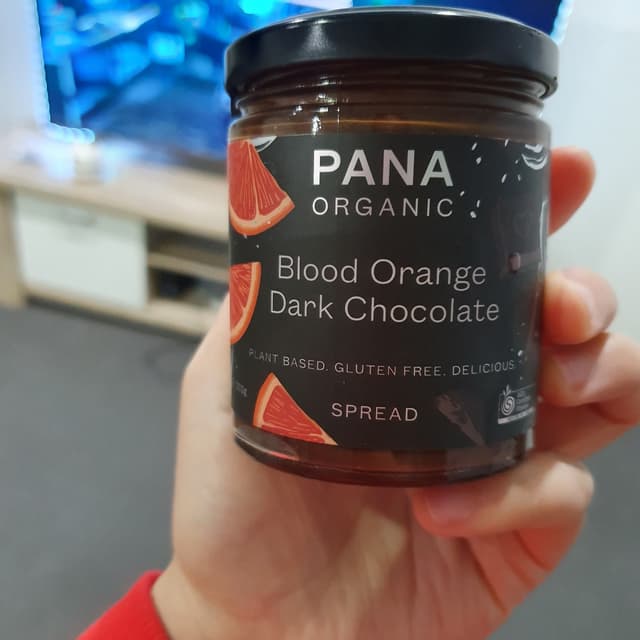 PANA
ORGANIC
Blood Orange
Dark Chocolate
PLANT BASED. GLUTEN FREE. DELICIOUS.
SPREAD